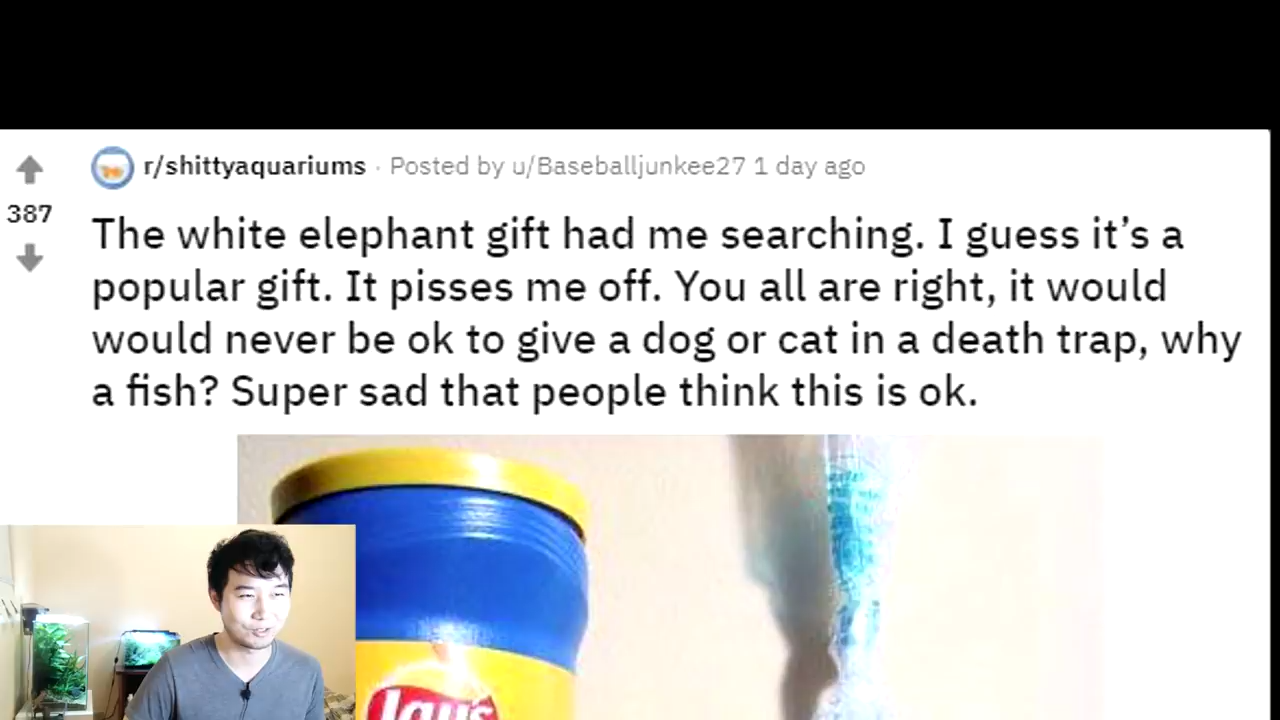 r/shittyaquariums · Posted by u/Baseballjunkee27 1 day ago
387
The white elephant gift had me searching. I guess it’s a
popular gift. It pisses me off. You all are right, it would
would never be ok to give a dog or cat in a death trap, why
a fish? Super sad that people think this is ok.
Lay's